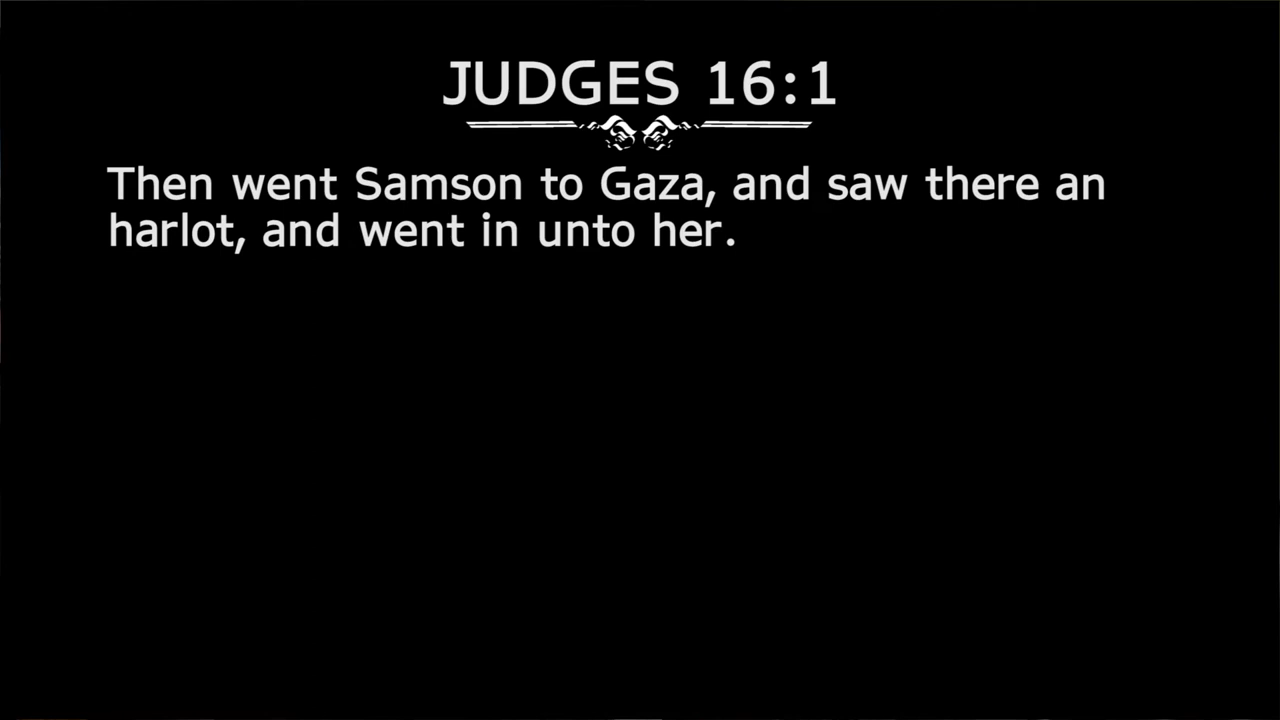 JUDGES 16:1
Then went Samson to Gaza, and saw there an
harlot, and went in unto her.